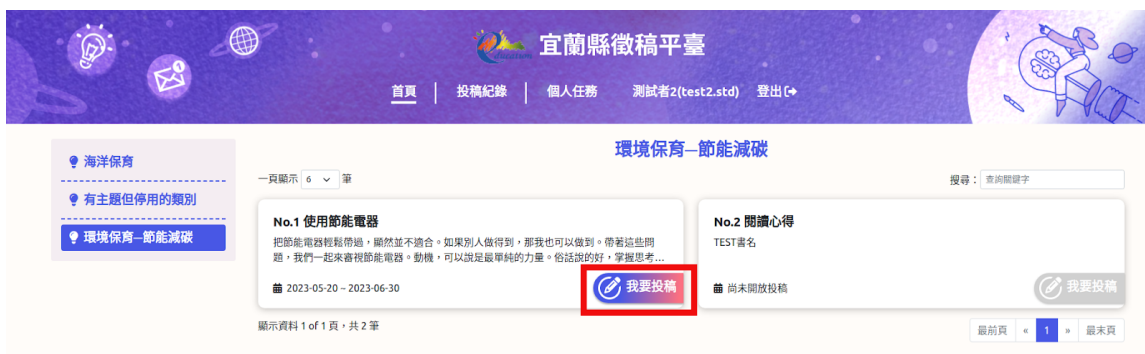 宜蘭縣徵稿平臺
首頁 | 投稿紀錄 | 個人任務 測試者2(test2.std) 登出
海洋保育
有主題但停用的類別
環境保育—節能減碳
環境保育—節能減碳
一頁顯示 6 筆
搜尋： 查詢關鍵字
No.1 使用節能電器
把節能電器輕鬆帶過，顯然並不適合。如果別人做得到，那我也可以做到。帶著這些問
題，我們一起來審視節能電器。動機，可以說是最單純的力量。俗話說的好，掌握思考...
2023-05-20 ~ 2023-06-30
我要投稿
No.2 閱讀心得
TEST書名
尚未開放投稿
我要投稿
顯示資料 1 of 1 頁，共 2 筆
最前頁 « 1 » 最末頁